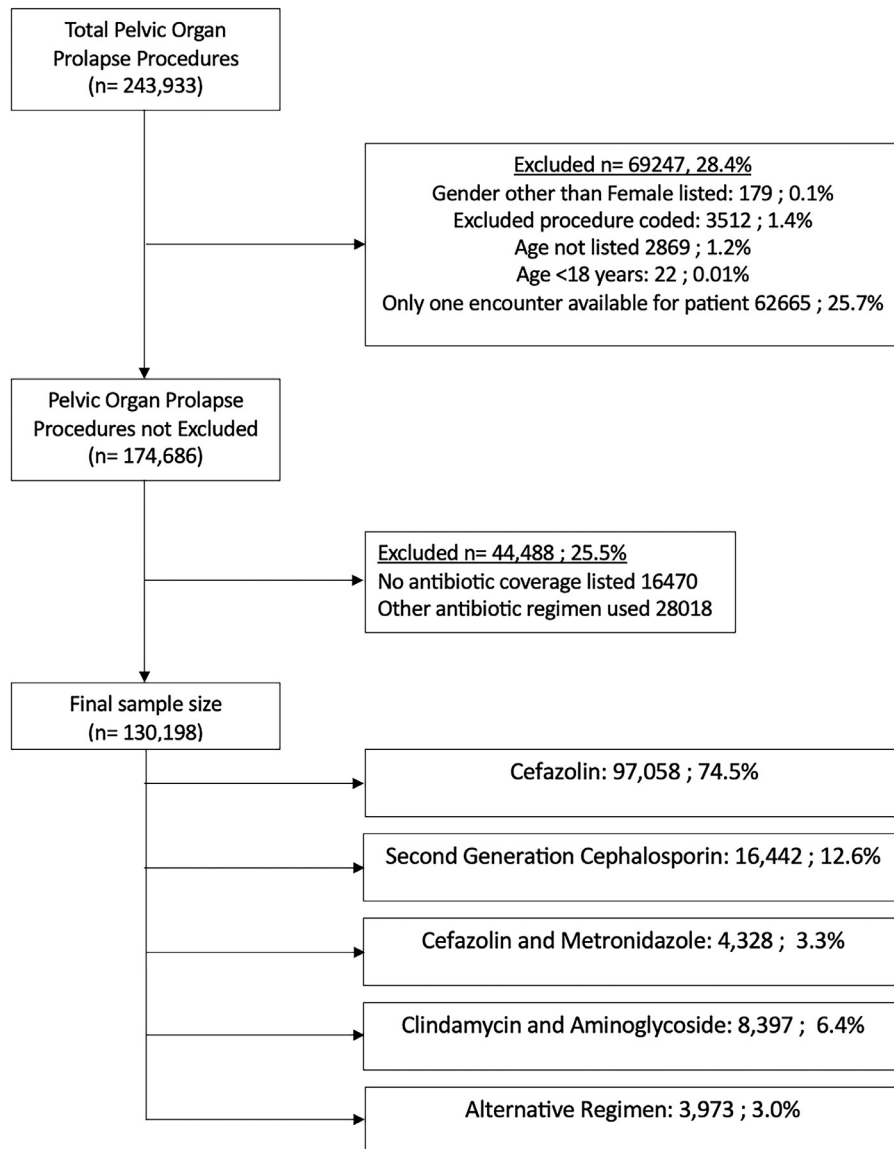 Total Pelvic Organ
Prolapse Procedures
(n= 243,933)
Excluded n= 69247, 28.4%
Gender other than Female listed: 179 ; 0.1%
Excluded procedure coded: 3512 ; 1.4%
Age not listed 2869 ; 1.2%
Age <18 years: 22 ; 0.01%
Only one encounter available for patient 62665 ; 25.7%
Pelvic Organ Prolapse
Procedures not Excluded
(n= 174,686)
Excluded n= 44,488 ; 25.5%
No antibiotic coverage listed 16470
Other antibiotic regimen used 28018
Final sample size
(n= 130,198)
Cefazolin: 97,058 ; 74.5%
Second Generation Cephalosporin: 16,442 ; 12.6%
Cefazolin and Metronidazole: 4,328 ;  3.3%
Clindamycin and Aminoglycoside: 8,397 ;  6.4%
Alternative Regimen: 3,973 ; 3.0%